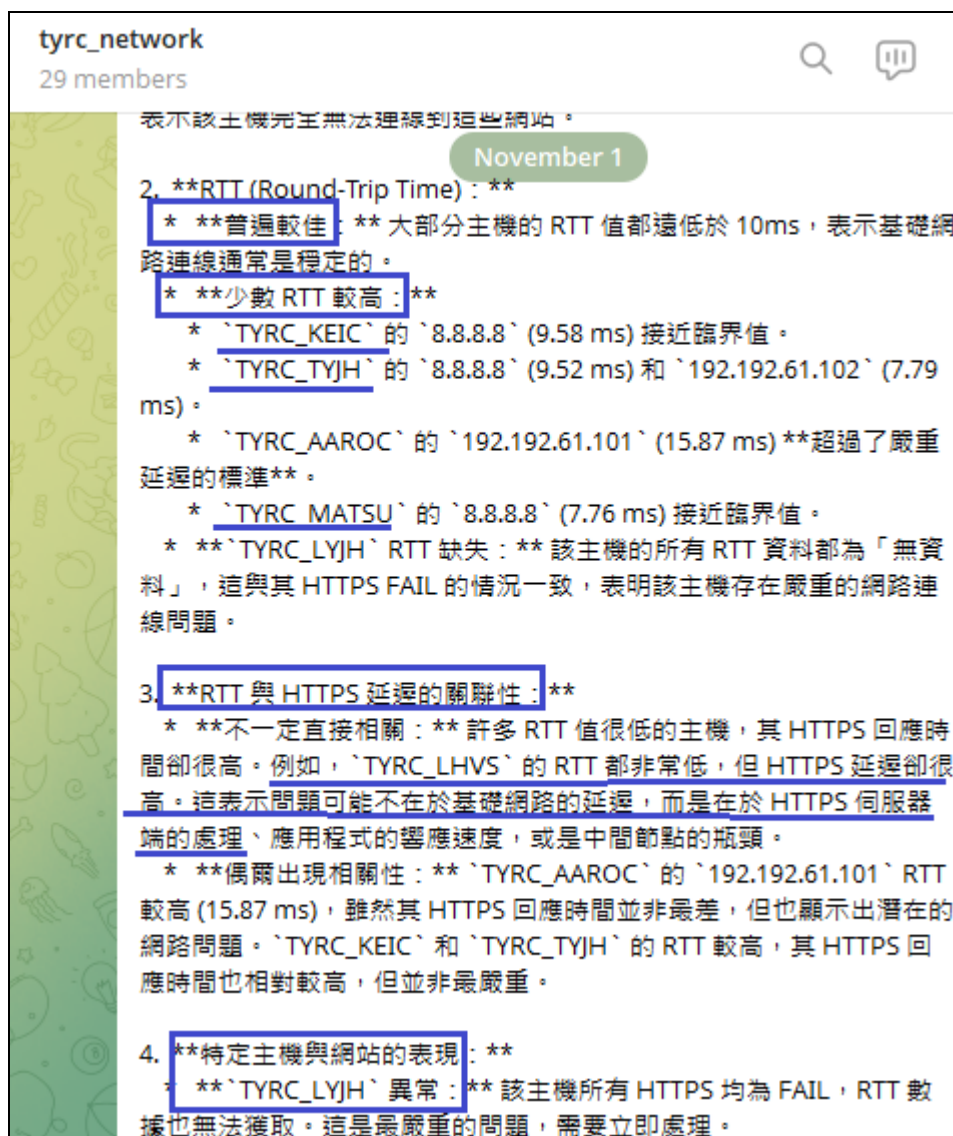 tyrc_network
29 members
表示該主機完全無法連線到這些網站。
November 1
2. **RTT (Round-Trip Time)：**
* **普遍較佳：** 大部分主機的 RTT 值都遠低於 10ms，表示基礎網
路連線通常是穩定的。
* **少數 RTT 較高：**
* `TYRC_KEIC` 的 `8.8.8.8` (9.58 ms) 接近臨界值。
* `TYRC_TYJH` 的 `8.8.8.8` (9.52 ms) 和 `192.192.61.102` (7.79
ms)。
* `TYRC_AAROC` 的 `192.192.61.101` (15.87 ms) **超過了嚴重
延遲的標準**。
* `TYRC_MATSU` 的 `8.8.8.8` (7.76 ms) 接近臨界值。
* **`TYRC_LYJH` RTT 缺失：** 該主機的所有 RTT 資料都為「無資
料」，這與其 HTTPS FAIL 的情況一致，表明該主機存在嚴重的網路連
線問題。
3. **RTT 與 HTTPS 延遲的關聯性：**
* **不一定直接相關：** 許多 RTT 值很低的主機，其 HTTPS 回應時
間卻很高。例如，`TYRC_LHVS` 的 RTT 都非常低，但 HTTPS 延遲卻很
高。這表示問題可能不在於基礎網路的延遲，而是在於 HTTPS 伺服器
端的處理、應用程式的響應速度，或是中間節點的瓶頸。
* **偶爾出現相關性：** `TYRC_AAROC` 的 `192.192.61.101` RTT
較高 (15.87 ms)，雖然其 HTTPS 回應時間並非最差，但也顯示出潛在的
網路問題。`TYRC_KEIC` 和 `TYRC_TYJH` 的 RTT 較高，其 HTTPS 回
應時間也相對較高，但並非最嚴重。
4. **特定主機與網站的表現：**
* **`TYRC_LYJH` 異常：** 該主機所有 HTTPS 均為 FAIL，RTT 數
據也無法獲取。這是最嚴重的問題，需要立即處理。